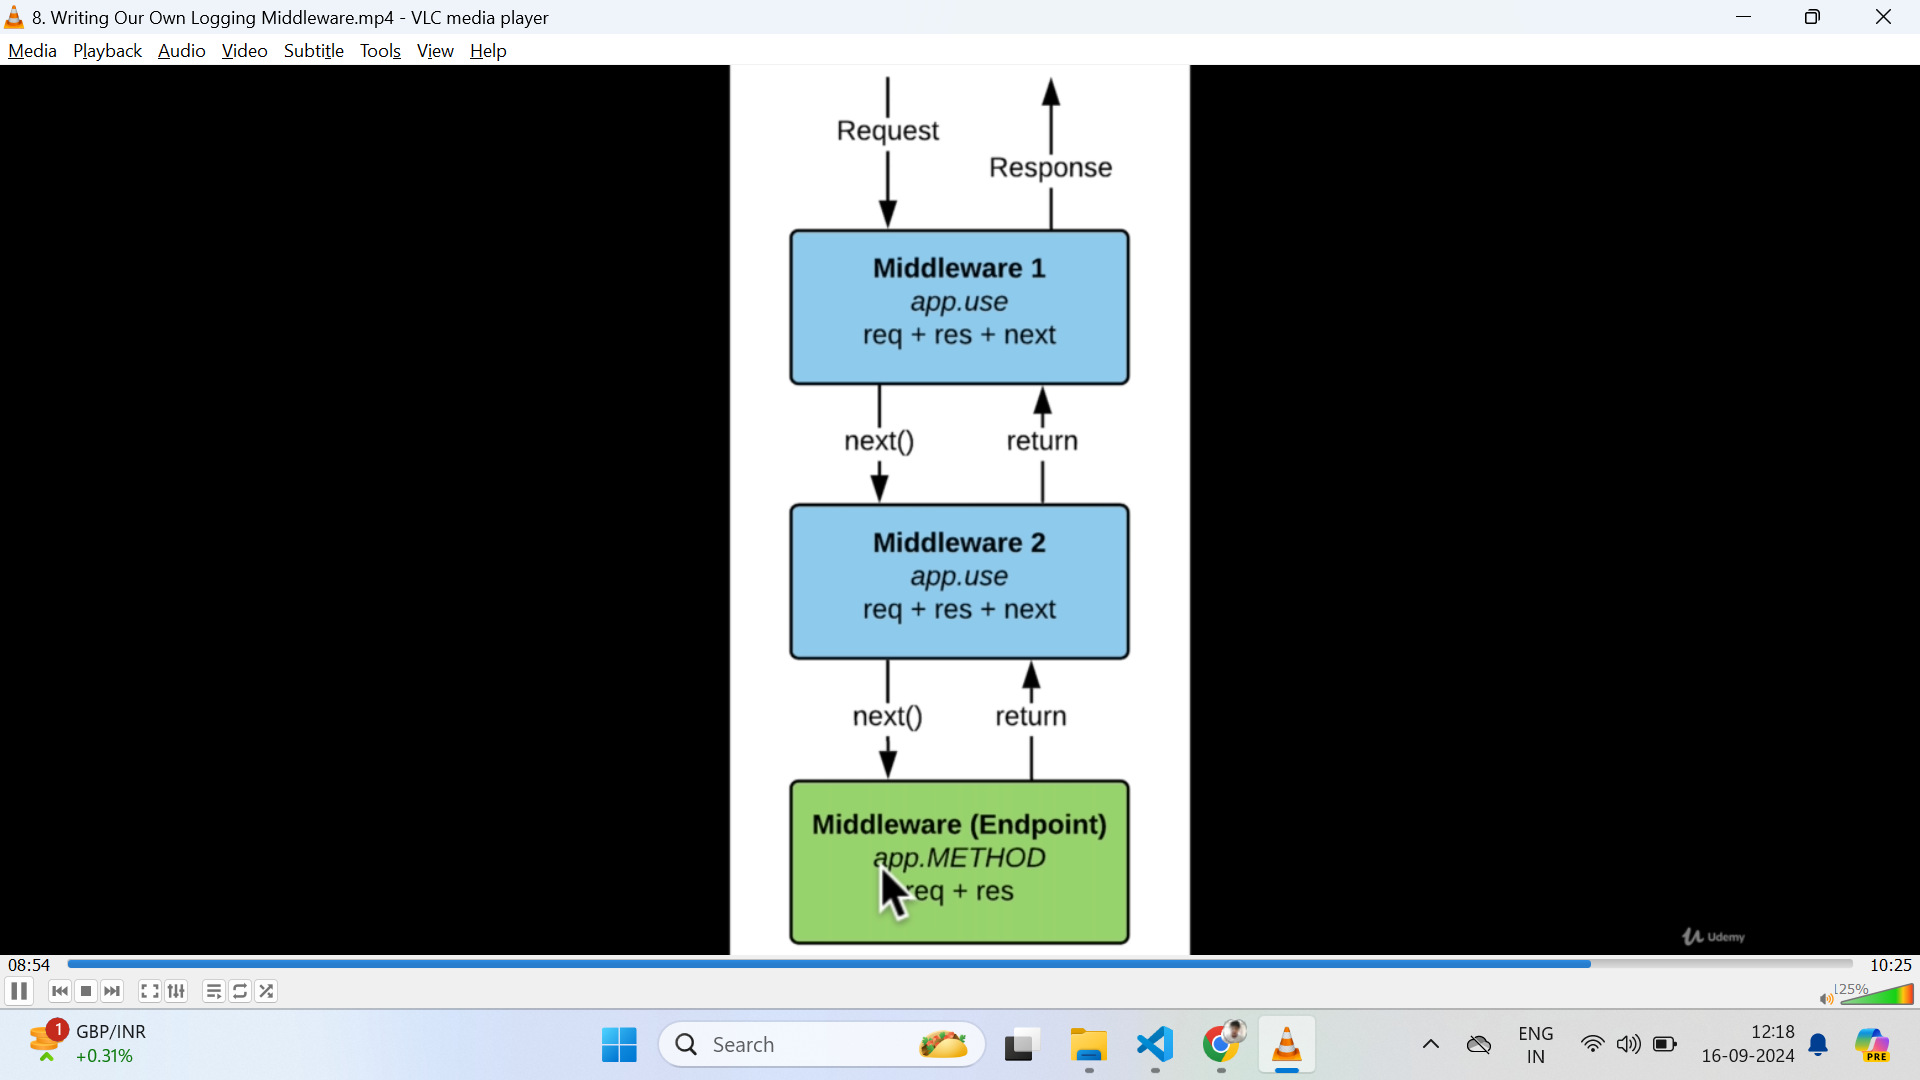 8. Writing Our Own Logging Middleware.mp4 - VLC media player
Media Playback Audio Video Subtitle Tools View Help
Request
Response
Middleware 1
app.use
req + res + next
next()
return
Middleware 2
app.use
req + res + next
next()
return
Middleware (Endpoint)
app.METHOD
req + res
Udemy
08:54
10:25
125%
1
GBP/INR
+0.31%
Search
ENG
IN
12:18
16-09-2024
PRE